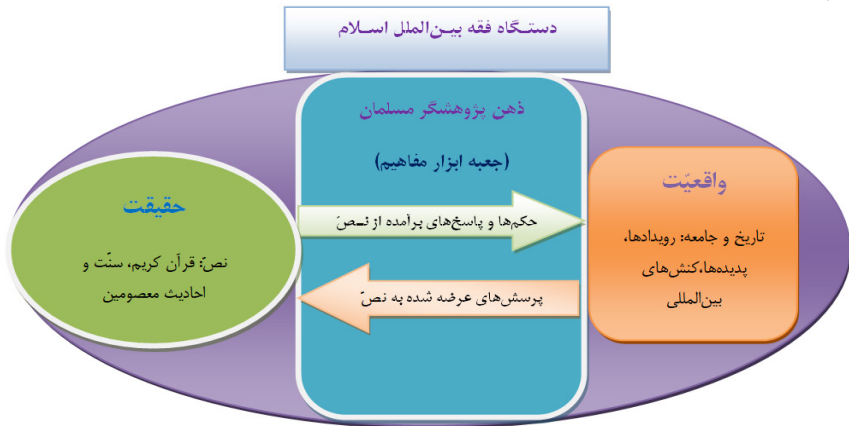 دستگاه فقه بین‌الملل اسلام
ذهن پژوهشگر مسلمان
(جعبه ابزار مفاهیم)
واقعیّت
تاریخ و جامعه: رویدادها،
پدیده‌ها،کنش‌های
بین‌المللی
حکم‌ها و پاسخ‌های برآمده از نصّ
پرسش‌های عرضه شده به نصّ
حقیقت
نصّ: قرآن کریم، سنّت و
احادیث معصومین